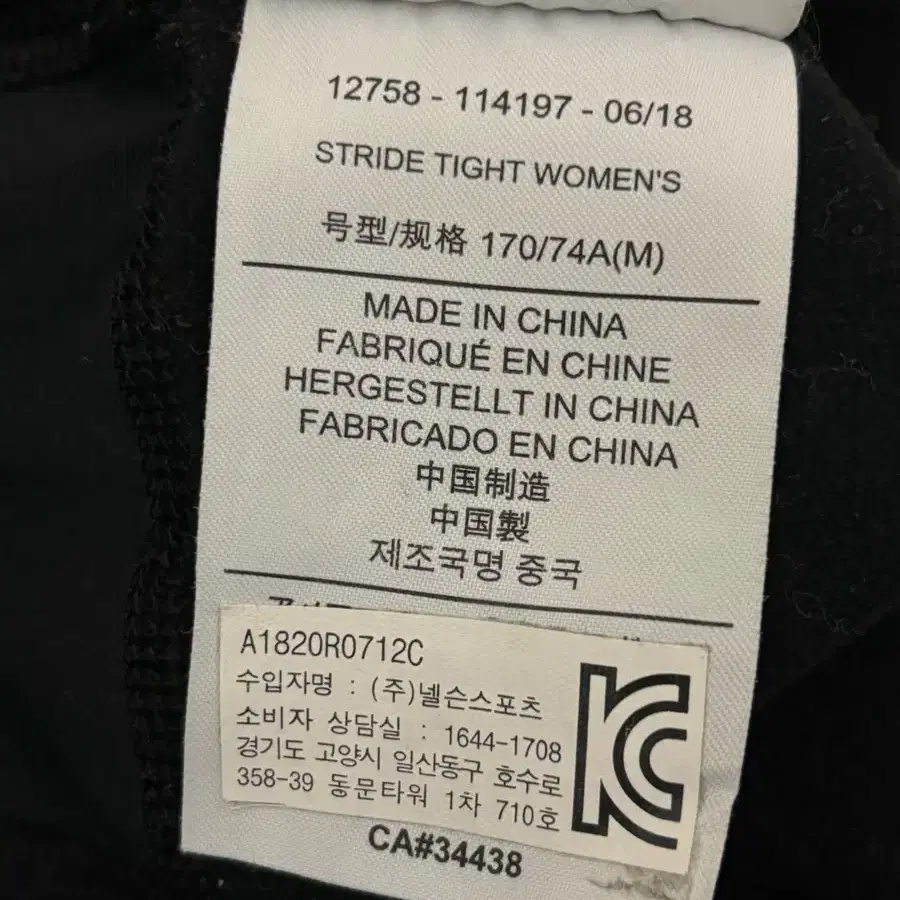 12758 - 114197 - 06/18
STRIDE TIGHT WOMEN'S
号型/规格 170/74A(M)
MADE IN CHINA
FABRIQUÉ EN CHINE
HERGESTELLT IN CHINA
FABRICADO EN CHINA
中国制造
中国製
제조국명 중국
A1820R0712C
수입자명 : (주)넬슨스포츠
소비자 상담실 : 1644-1708
경기도 고양시 일산동구 호수로
358-39 동문타워 1차 710호
KC
CA#34438